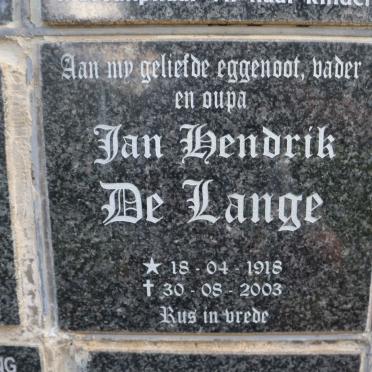 Aan my geliefde eggenoot, vader
en oupa
Jan Hendrik
De Lange
★ 18 - 04 - 1918
✝ 30 - 08 - 2003
Rus in vrede